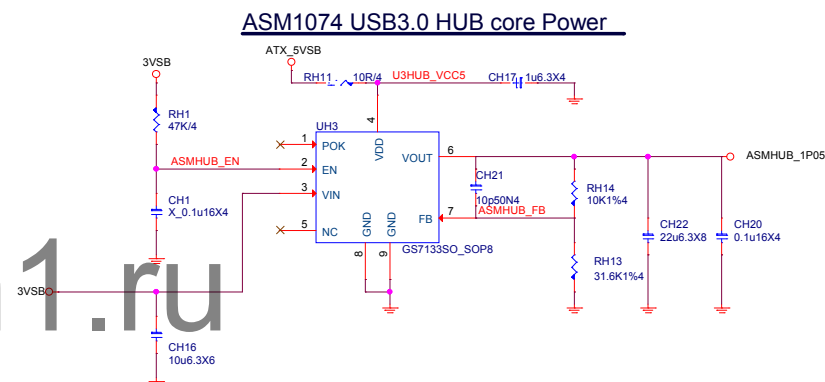 ASM1074 USB3.0 HUB core Power
ATX_5VSB
3VSB
RH11
10R/4
U3HUB_VCC5
CH17
1u6.3X4
RH1
47K/4
4
UH3
VDD
1
POK
ASMHUB_EN
2
EN
VOUT
6
ASMHUB_1P05
3
VIN
CH21
10p50N4
RH14
10K1%4
CH1
X_0.1u16X4
5
NC
GND
GND
FB
7
ASMHUB_FB
CH22
22u6.3X8
CH20
0.1u16X4
GS7133SO_SOP8
8
9
RH13
31.6K1%4
3VSB
1.ru
CH16
10u6.3X6